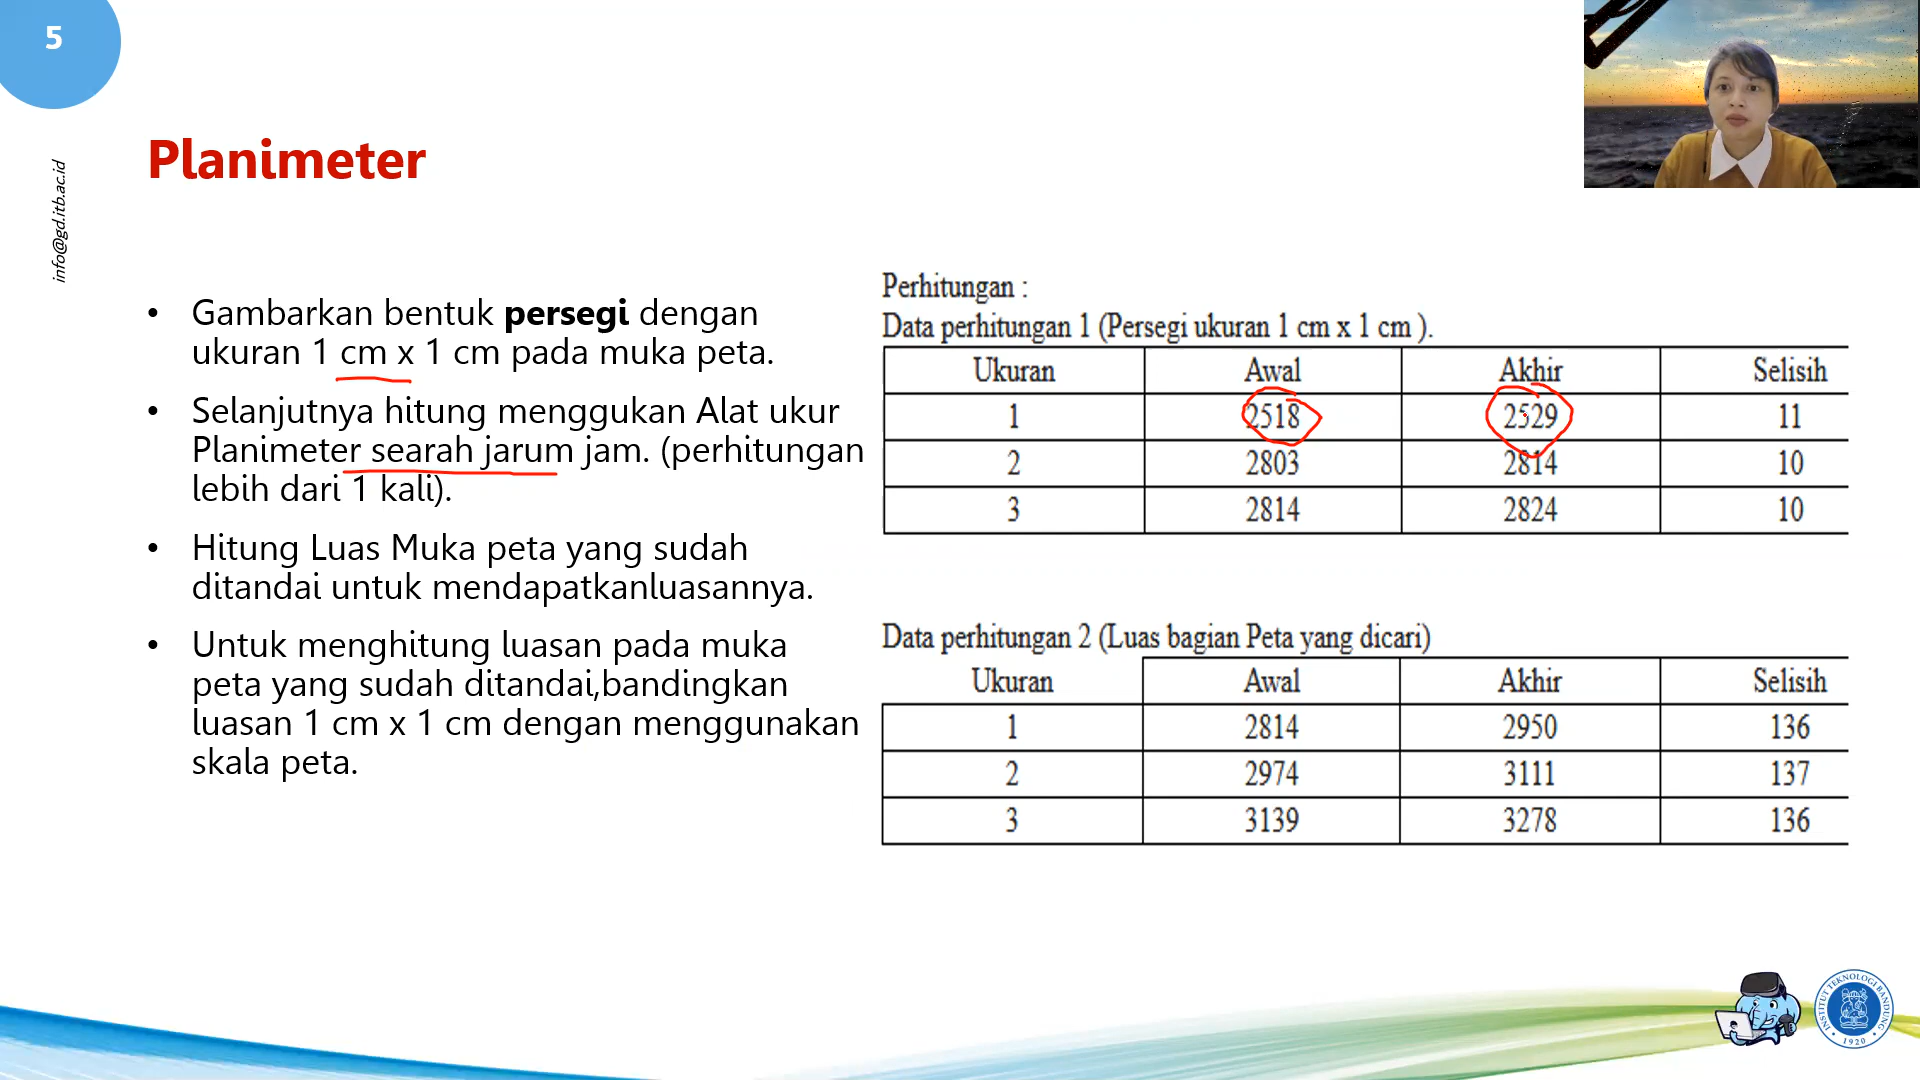 5
info@gd.itb.ac.id
Planimeter
• Gambarkan bentuk persegi dengan
ukuran 1 cm x 1 cm pada muka peta.
• Selanjutnya hitung menggukan Alat ukur
Planimeter searah jarum jam. (perhitungan
lebih dari 1 kali).
• Hitung Luas Muka peta yang sudah
ditandai untuk mendapatkanluasannya.
• Untuk menghitung luasan pada muka
peta yang sudah ditandai,bandingkan
luasan 1 cm x 1 cm dengan menggunakan
skala peta.
Perhitungan :
Data perhitungan 1 (Persegi ukuran 1 cm x 1 cm ).
Ukuran Awal Akhir Selisih
1 2518 2529 11
2 2803 2814 10
3 2814 2824 10
Data perhitungan 2 (Luas bagian Peta yang dicari)
Ukuran Awal Akhir Selisih
1 2814 2950 136
2 2974 3111 137
3 3139 3278 136
INSTITUT TEKNOLOGI BANDUNG
1920